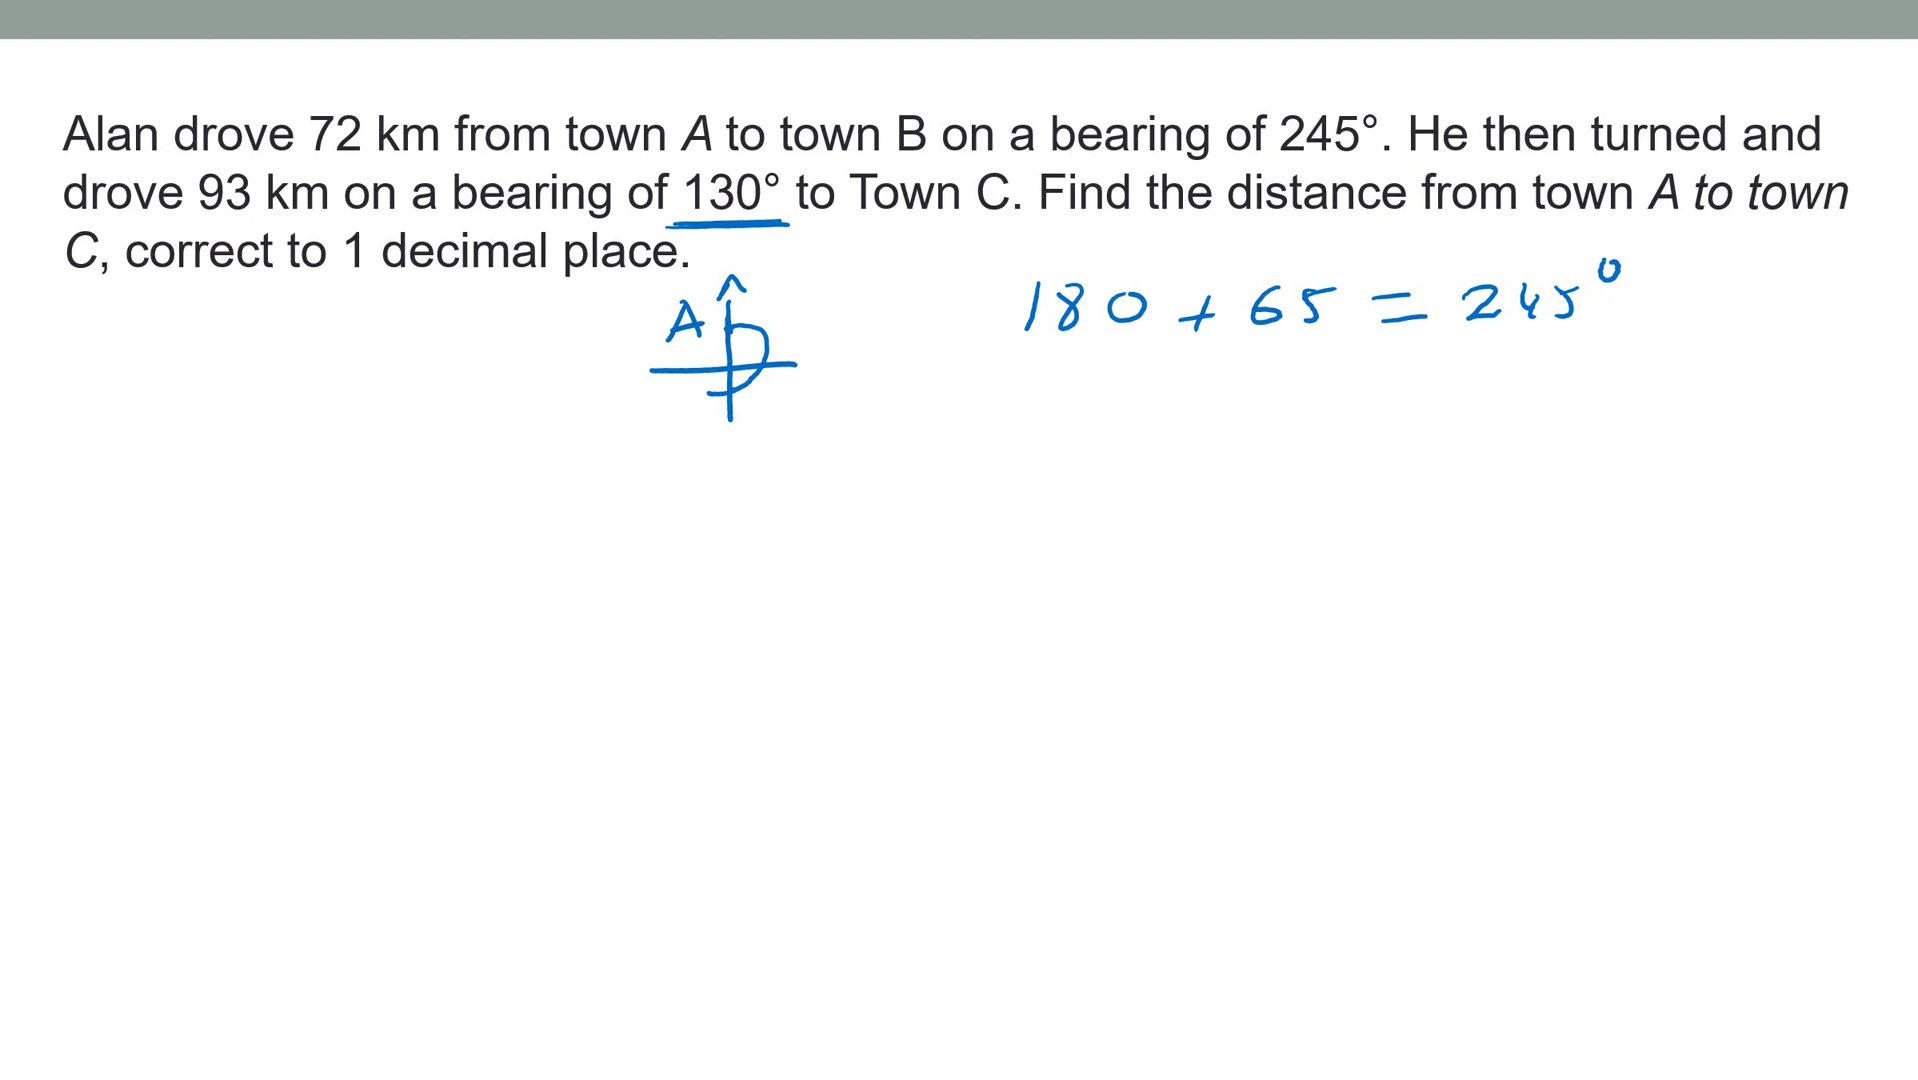 Alan drove 72 km from town A to town B on a bearing of 245°. He then turned and
drove 93 km on a bearing of 130° to Town C. Find the distance from town A to town
C, correct to 1 decimal place.
180 + 65 = 245°
A